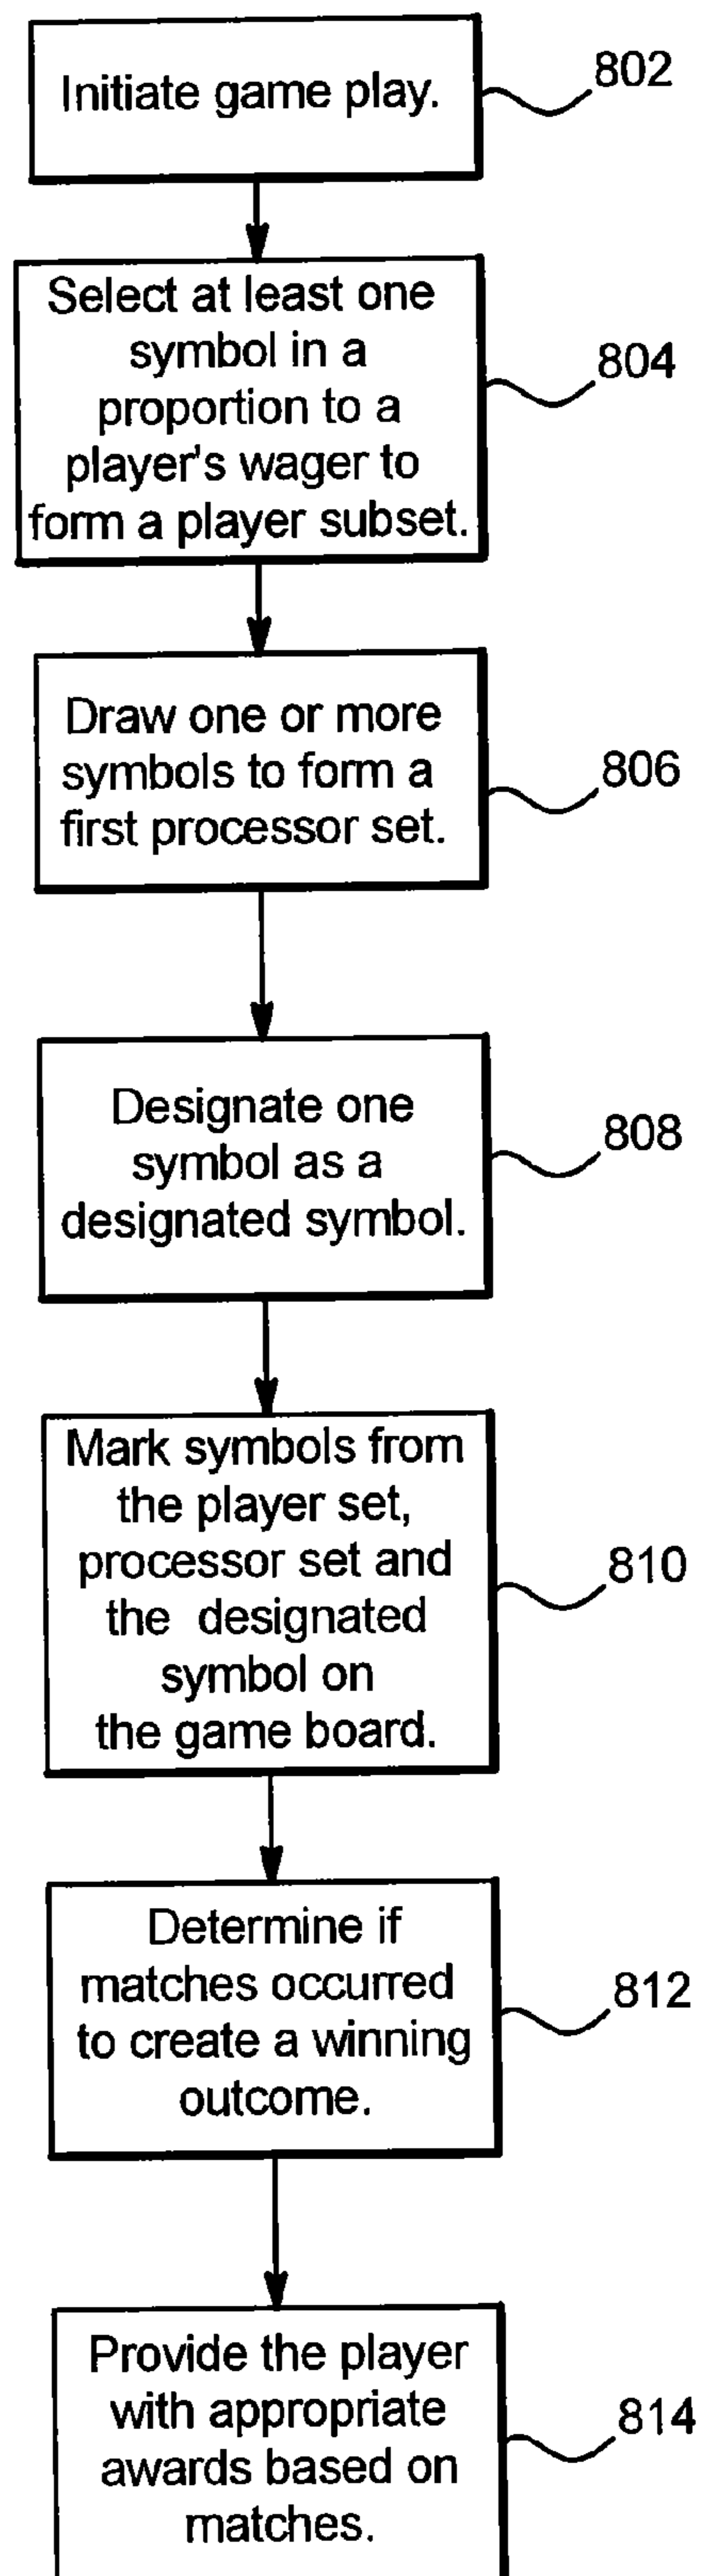 Initiate game play.
802
Select at least one
symbol in a
proportion to a
player's wager to
form a player subset.
804
Draw one or more
symbols to form a
first processor set.
806
Designate one
symbol as a
designated symbol.
808
Mark symbols from
the player set,
processor set and
the designated
symbol on
the game board.
810
Determine if
matches occurred
to create a winning
outcome.
812
Provide the player
with appropriate
awards based on
matches.
814